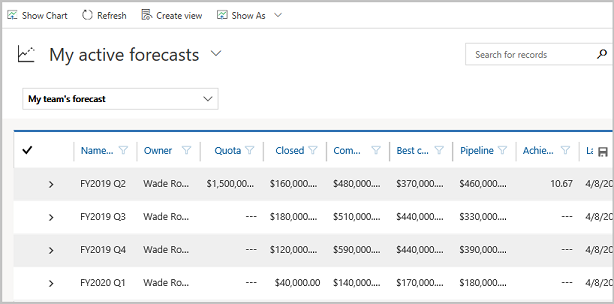 Show Chart Refresh Create view Show As
My active forecasts
Search for records
My team's forecast
Name... Owner Quota Closed Com... Best c... Pipeline Achie... La
FY2019 Q2 Wade Ro... $1,500,00... $160,000.... $480,000.... $370,000.... $460,000.... 10.67 4/8/20
FY2019 Q3 Wade Ro... --- $180,000.... $510,000.... $440,000.... $330,000.... --- 4/8/20
FY2019 Q4 Wade Ro... --- $120,000.... $590,000.... $440,000.... $390,000.... --- 4/8/20
FY2020 Q1 Wade Ro... --- $40,000.00 $140,000.... $170,000.... $180,000.... --- 4/8/20